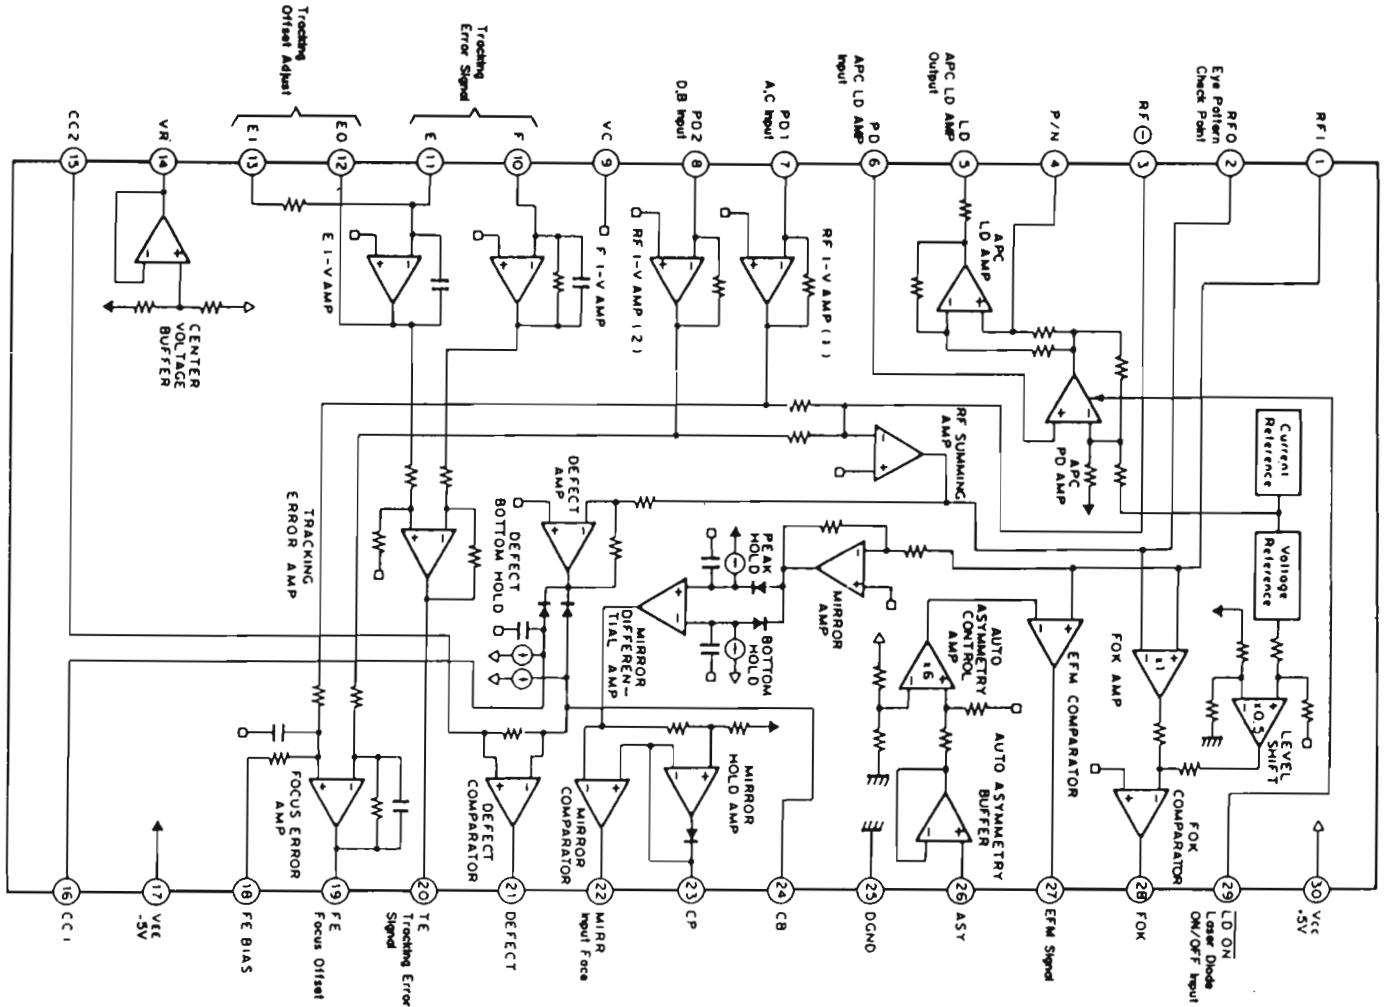 RFI
1
RFO
Eye Pattern
Check Point
2
RF⊖
3
P/N
4
LD
APC LD AMP
Output
5
PD
APC LD AMP
Input
6
PD1
A,C Input
7
PD2
D,B Input
8
VC
9
Tracking
Error Signal
F
10
E
11
Tracking
Offset Adjust
EO
12
EI
13
VR
14
CC2
15
CENTER
VOLTAGE
BUFFER
E I-V AMP
F I-V AMP
RF I-V AMP (2)
RF I-V AMP (1)
APC
LD AMP
APC
PD AMP
Current
Reference
Voltage
Reference
RF SUMMING
AMP
TRACKING
ERROR AMP
DEFECT
AMP
DEFECT
BOTTOM HOLD
PEAK
HOLD
BOTTOM
HOLD
MIRROR
AMP
MIRROR
DIFFEREN-
TIAL AMP
AUTO
ASYMMETRY
CONTROL
AMP
x6
EFM COMPARATOR
FOK AMP
x1
x0.5
LEVEL
SHIFT
FOCUS ERROR
AMP
DEFECT
COMPARATOR
MIRROR
COMPARATOR
MIRROR
HOLD AMP
AUTO ASYMMETRY
BUFFER
FOK
COMPARATOR
16
CC1
17
VEE
-5V
18
FE BIAS
19
FE
Focus Offset
20
TE
Tracking Error
Signal
21
DEFECT
22
MIRR
Input Face
23
CP
24
CB
25
DGND
26
ASY
27
EFM Signal
28
FOK
29
LD ON
Laser Diode
ON/OFF Input
30
Vcc
-5V